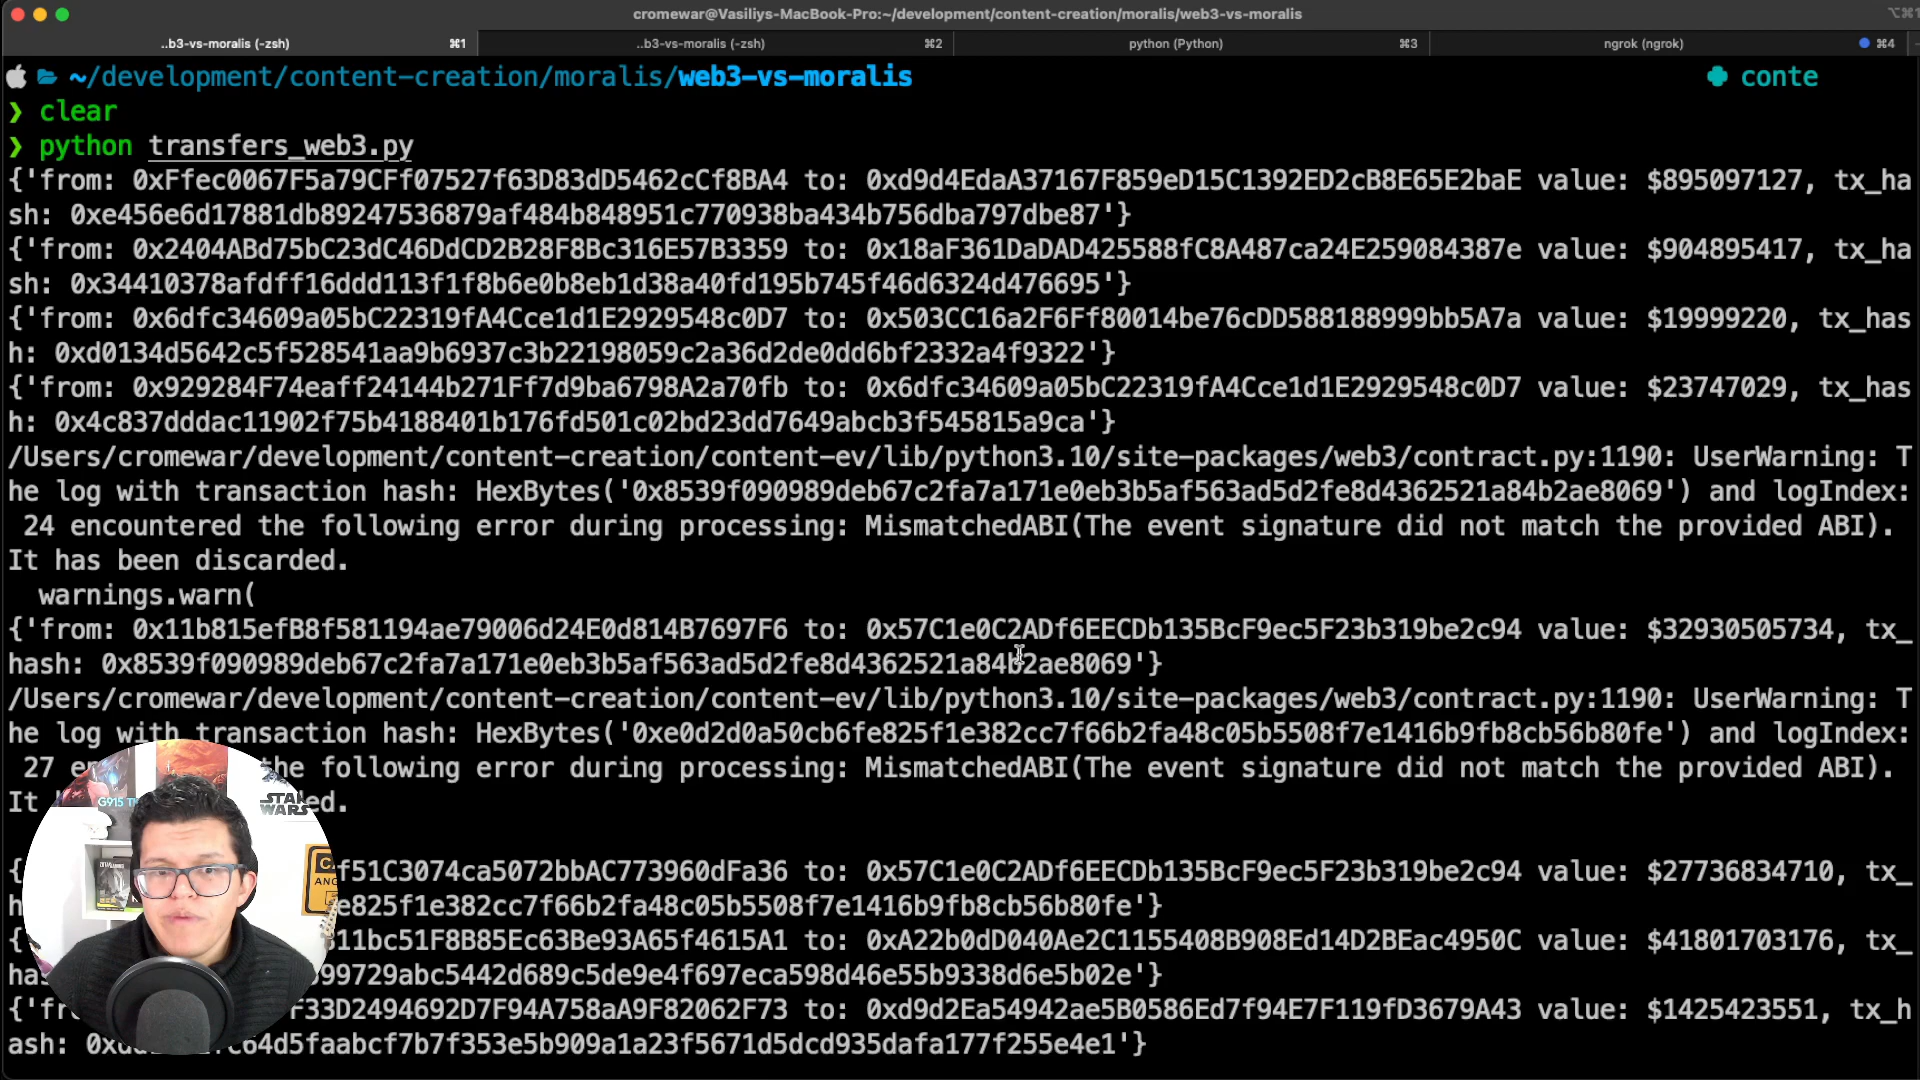 cromewar@Vasiliys-MacBook-Pro:~/development/content-creation/moralis/web3-vs-moralis
..b3-vs-moralis (-zsh) ⌘1 ..b3-vs-moralis (-zsh) ⌘2 python (Python) ⌘3 ngrok (ngrok) ⌘4
~/development/content-creation/moralis/web3-vs-moralis conte
❯ clear
❯ python transfers_web3.py
{'from: 0xFfec0067F5a79CFf07527f63D83dD5462cCf8BA4 to: 0xd9d4EdaA37167F859eD15C1392ED2cB8E65E2baE value: $895097127, tx_ha
sh: 0xe456e6d17881db89247536879af484b848951c770938ba434b756dba797dbe87'}
{'from: 0x2404ABd75bC23dC46DdCD2B28F8Bc316E57B3359 to: 0x18aF361DaDAD425588fC8A487ca24E259084387e value: $904895417, tx_ha
sh: 0x34410378afdff16ddd113f1f8b6e0b8eb1d38a40fd195b745f46d6324d476695'}
{'from: 0x6dfc34609a05bC22319fA4Cce1d1E2929548c0D7 to: 0x503CC16a2F6Ff80014be76cDD588188999bb5A7a value: $19999220, tx_has
h: 0xd0134d5642c5f528541aa9b6937c3b22198059c2a36d2de0dd6bf2332a4f9322'}
{'from: 0x929284F74eaff24144b271Ff7d9ba6798A2a70fb to: 0x6dfc34609a05bC22319fA4Cce1d1E2929548c0D7 value: $23747029, tx_has
h: 0x4c837dddac11902f75b4188401b176fd501c02bd23dd7649abcb3f545815a9ca'}
/Users/cromewar/development/content-creation/content-ev/lib/python3.10/site-packages/web3/contract.py:1190: UserWarning: T
he log with transaction hash: HexBytes('0x8539f090989deb67c2fa7a171e0eb3b5af563ad5d2fe8d4362521a84b2ae8069') and logIndex:
24 encountered the following error during processing: MismatchedABI(The event signature did not match the provided ABI).
It has been discarded.
warnings.warn(
{'from: 0x11b815efB8f581194ae79006d24E0d814B7697F6 to: 0x57C1e0C2ADf6EECDb135BcF9ec5F23b319be2c94 value: $32930505734, tx_
hash: 0x8539f090989deb67c2fa7a171e0eb3b5af563ad5d2fe8d4362521a84b2ae8069'}
/Users/cromewar/development/content-creation/content-ev/lib/python3.10/site-packages/web3/contract.py:1190: UserWarning: T
he log with transaction hash: HexBytes('0xe0d2d0a50cb6fe825f1e382cc7f66b2fa48c05b5508f7e1416b9fb8cb56b80fe') and logIndex:
27 the following error during processing: MismatchedABI(The event signature did not match the provided ABI).
It ed.
{ f51C3074ca5072bbAC773960dFa36 to: 0x57C1e0C2ADf6EECDb135BcF9ec5F23b319be2c94 value: $27736834710, tx_
h e825f1e382cc7f66b2fa48c05b5508f7e1416b9fb8cb56b80fe'}
{ 811bc51F8B85Ec63Be93A65f4615A1 to: 0xA22b0dD040Ae2C1155408B908Ed14D2BEac4950C value: $41801703176, tx_
has 99729abc5442d689c5de9e4f697eca598d46e55b9338d6e5b02e'}
{'fr F33D2494692D7F94A758aA9F82062F73 to: 0xd9d2Ea54942ae5B0586Ed7f94E7F119fD3679A43 value: $1425423551, tx_h
ash: c64d5faabcf7b7f353e5b909a1a23f5671d5dcd935dafa177f255e4e1'}
STAR
WARS